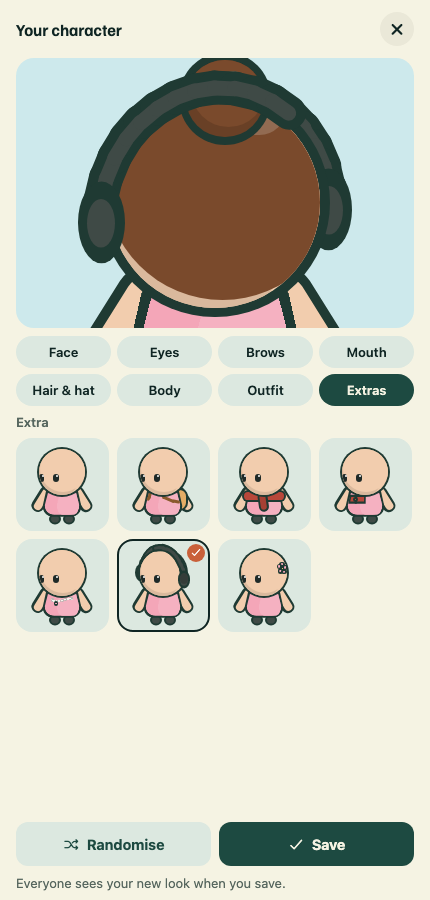 Your character
Face
Eyes
Brows
Mouth
Hair & hat
Body
Outfit
Extras
Extra
Randomise
Save
Everyone sees your new look when you save.